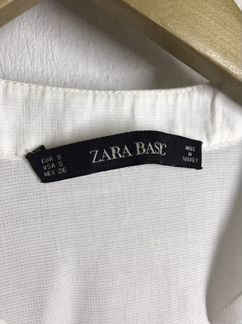 EUR S
USA S
MEX 26
ZARA BASIC
MADE
IN
TURKEY